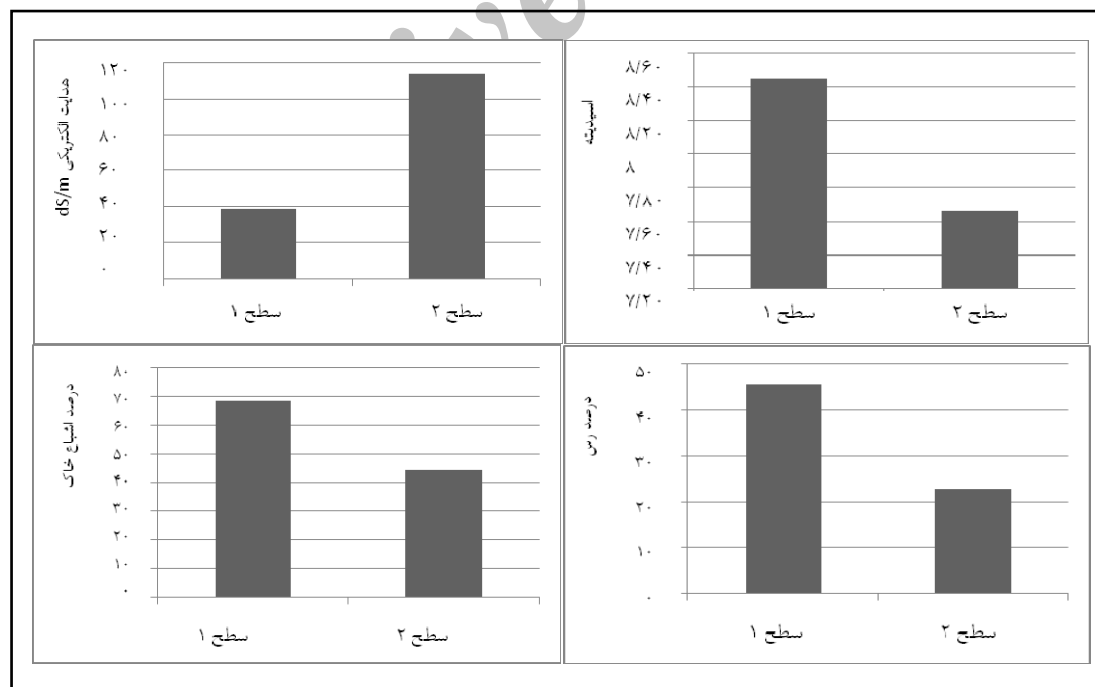 ive
هدایت الکتریکی dS/m
۱۲۰
۱۰۰
۸۰
۶۰
۴۰
۲۰
۰
سطح ۱
سطح ۲
اسیدیته
۸/۶۰
۸/۴۰
۸/۲۰
۸
۷/۸۰
۷/۶۰
۷/۴۰
۷/۲۰
سطح ۱
سطح ۲
درصد اشباع خاک
۸۰
۷۰
۶۰
۵۰
۴۰
۳۰
۲۰
۱۰
۰
سطح ۱
سطح ۲
درصد رس
۵۰
۴۰
۳۰
۲۰
۱۰
۰
سطح ۱
سطح ۲